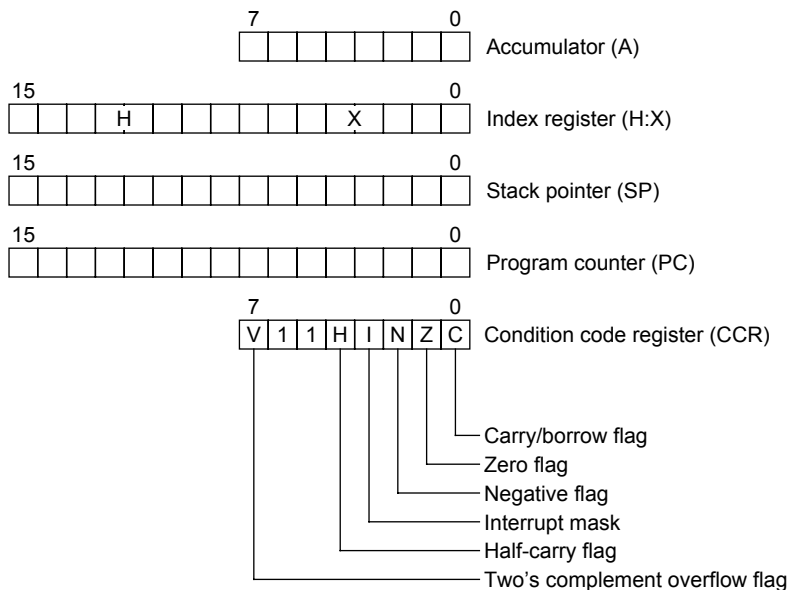 7 0
Accumulator (A)
15 0
H X Index register (H:X)
15 0
Stack pointer (SP)
15 0
Program counter (PC)
7 0
V 1 1 H I N Z C Condition code register (CCR)
Carry/borrow flag
Zero flag
Negative flag
Interrupt mask
Half-carry flag
Two's complement overflow flag